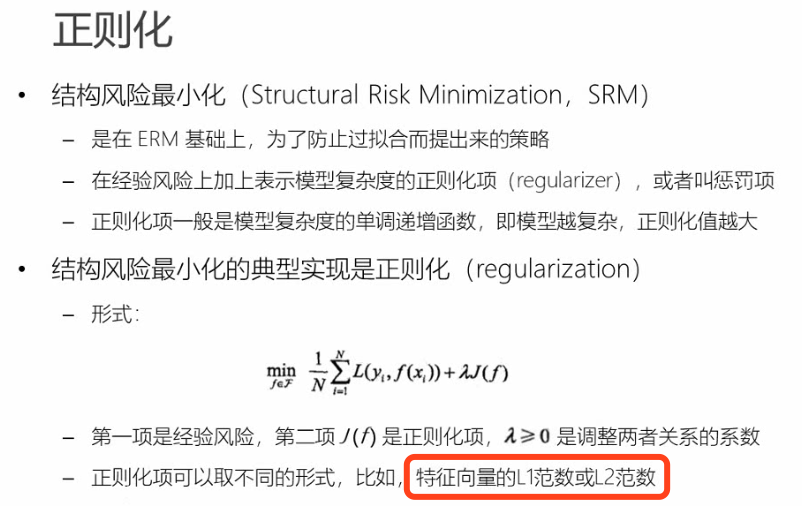 正则化
• 结构风险最小化（Structural Risk Minimization，SRM）
– 是在 ERM 基础上，为了防止过拟合而提出来的策略
– 在经验风险上加上表示模型复杂度的正则化项（regularizer），或者叫惩罚项
– 正则化项一般是模型复杂度的单调递增函数，即模型越复杂，正则化值越大
• 结构风险最小化的典型实现是正则化（regularization）
– 形式：
min_{f∈F} 1/N ∑_{i=1}^{N} L(y_i, f(x_i)) + λJ(f)
– 第一项是经验风险，第二项 J(f) 是正则化项，λ⩾0 是调整两者关系的系数
– 正则化项可以取不同的形式，比如，特征向量的L1范数或L2范数